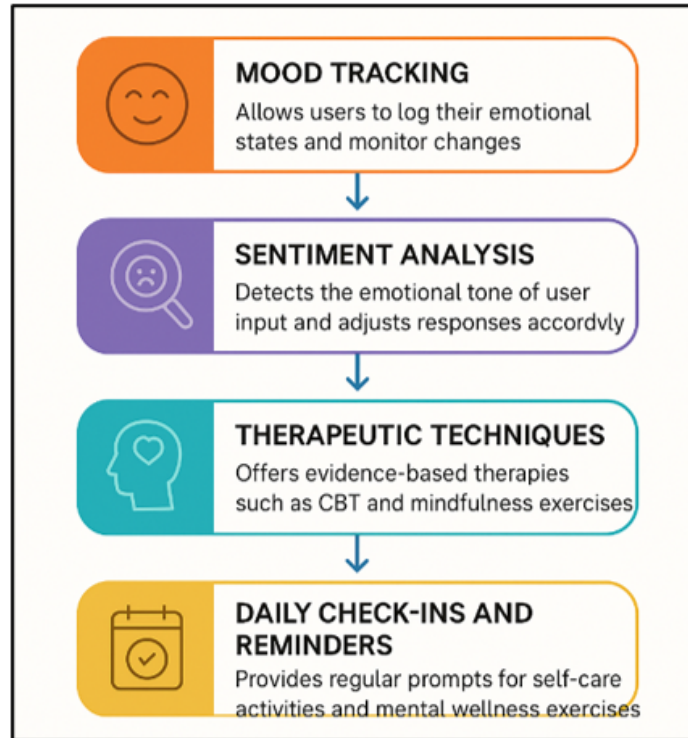 MOOD TRACKING
Allows users to log their emotional
states and monitor changes
SENTIMENT ANALYSIS
Detects the emotional tone of user
input and adjusts responses accordvly
THERAPEUTIC TECHNIQUES
Offers evidence-based therapies
such as CBT and mindfulness exercises
DAILY CHECK-INS AND
REMINDERS
Provides regular prompts for self-care
activities and mental wellness exercises